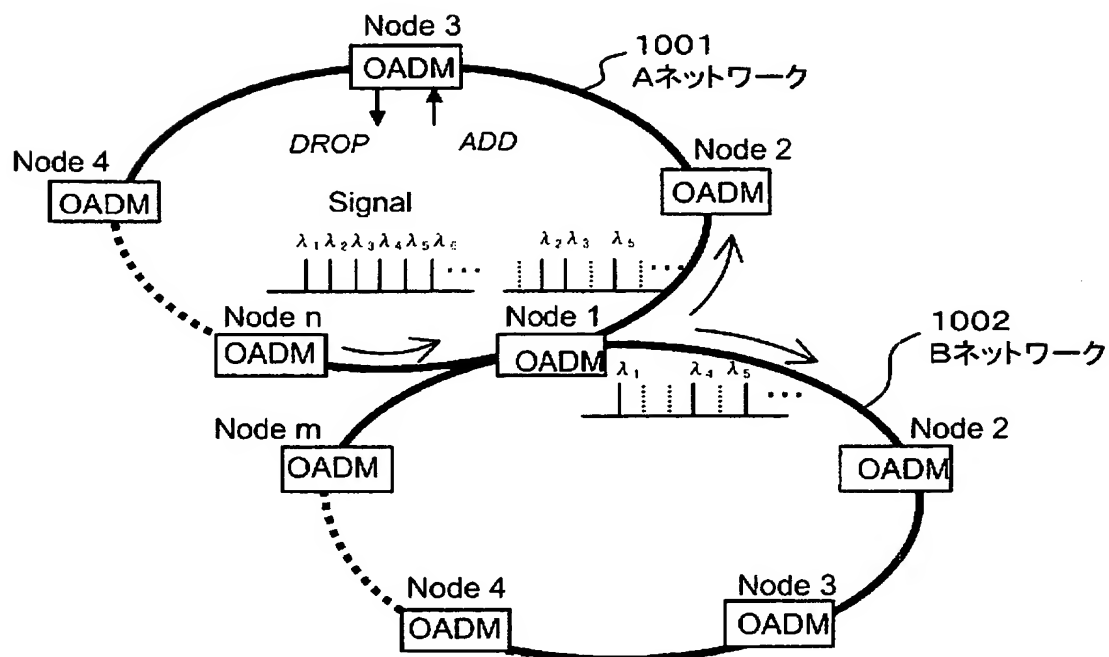 Node 3
OADM
1001
Aネットワーク
DROP
ADD
Node 4
OADM
Node 2
OADM
Signal
λ1 λ2 λ3 λ4 λ5 λ6 ...
λ2 λ3 λ5 ...
Node n
OADM
Node 1
OADM
1002
Bネットワーク
λ1 λ4 λ5 ...
Node m
OADM
Node 2
OADM
Node 4
OADM
Node 3
OADM